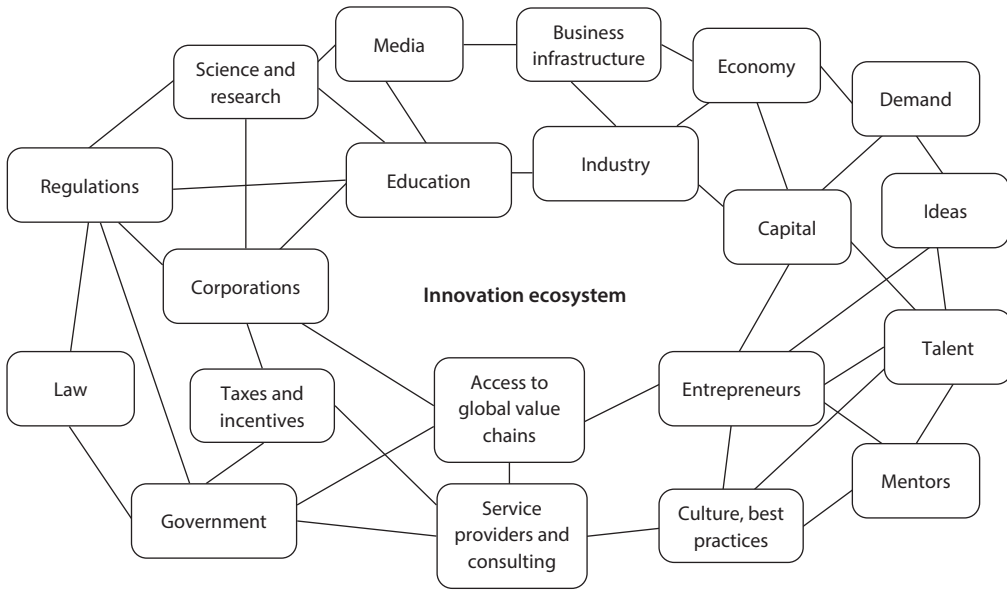 Media
Business
infrastructure
Science and
research
Economy
Demand
Regulations
Education
Industry
Capital
Ideas
Corporations
Innovation ecosystem
Law
Taxes and
incentives
Access to
global value
chains
Entrepreneurs
Talent
Government
Service
providers and
consulting
Culture, best
practices
Mentors